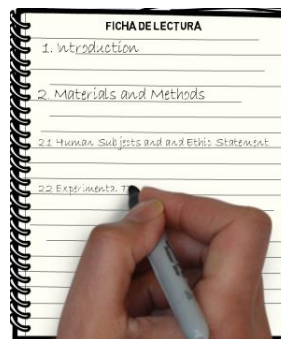 FICHA DE LECTURA
1. Introduction
2. Materials and Methods
2.1 Human Subjects and and Ethic Statement
2.2 Experimenta